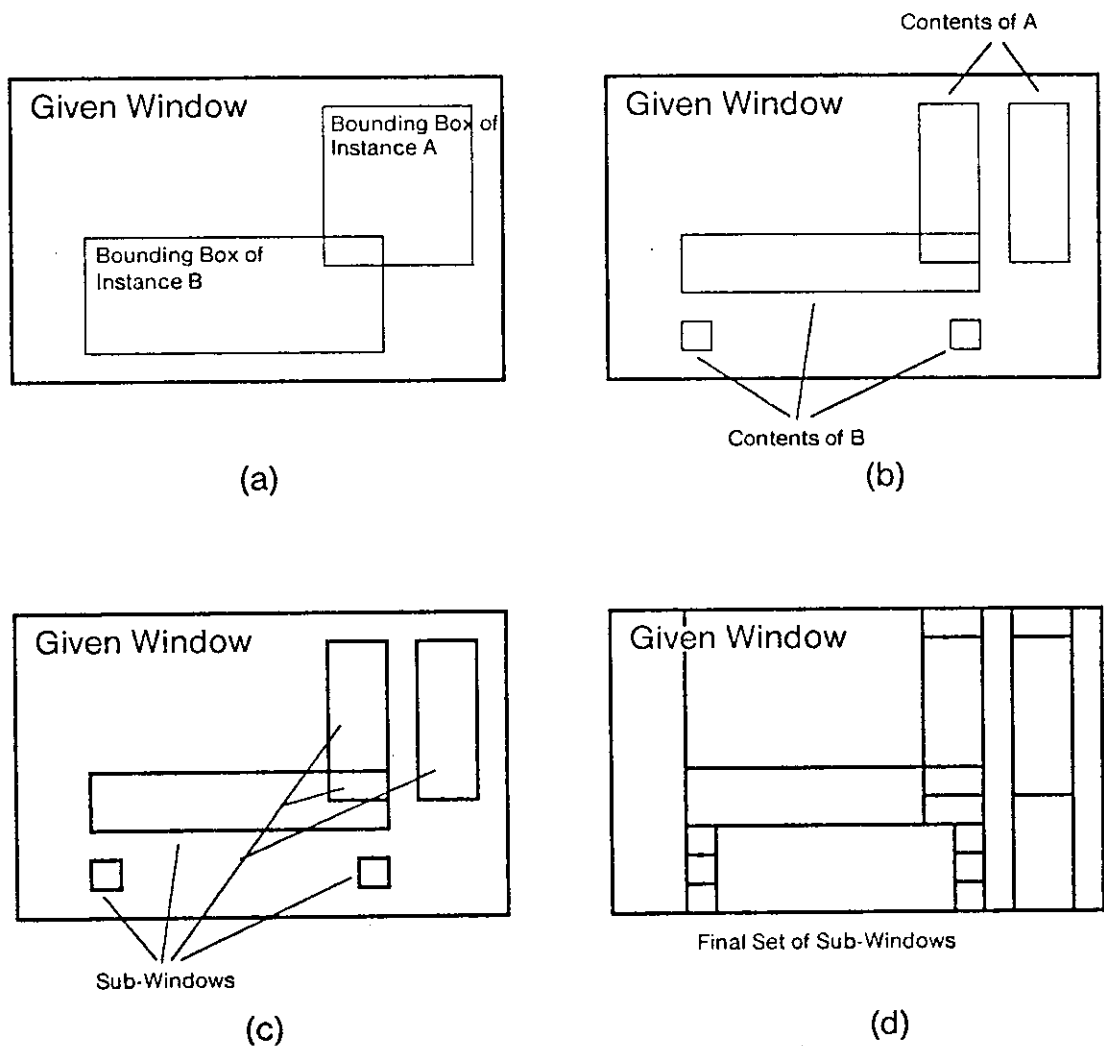 Contents of A
Given Window
Bounding Box of
Instance A
Bounding Box of
Instance B
(a)
Given Window
Contents of B
(b)
Given Window
Sub-Windows
(c)
Given Window
Final Set of Sub-Windows
(d)